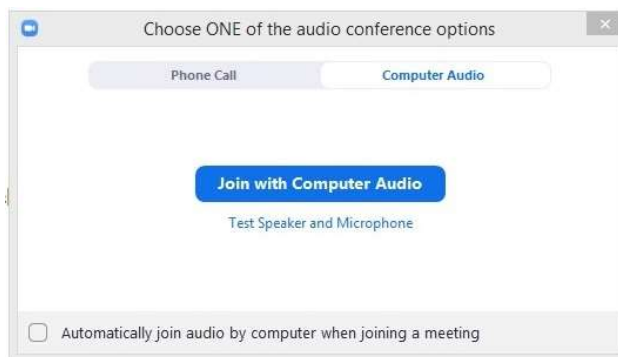 Choose ONE of the audio conference options
Phone Call
Computer Audio
Join with Computer Audio
Test Speaker and Microphone
Automatically join audio by computer when joining a meeting